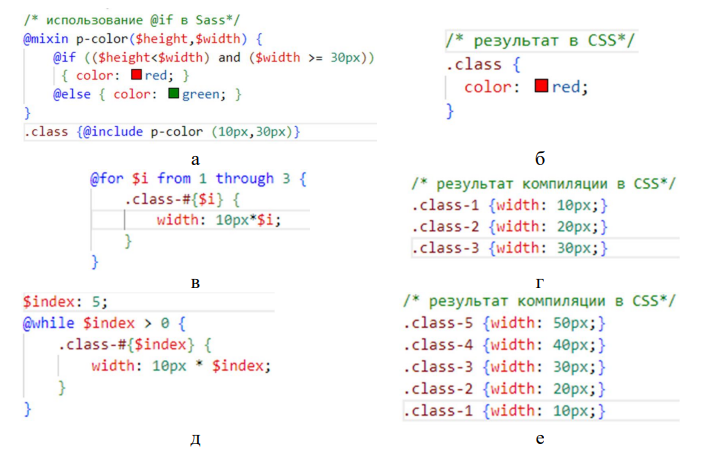 /* использование @if в Sass*/
@mixin p-color($height,$width) {
@if (($height<$width) and ($width >= 30px))
{ color: red; }
@else { color: green; }
}
.class {@include p-color (10px,30px)}
а
/* результат в CSS*/
.class {
color: red;
}
б
@for $i from 1 through 3 {
.class-#{$i} {
width: 10px*$i;
}
}
в
/* результат компиляции в CSS*/
.class-1 {width: 10px;}
.class-2 {width: 20px;}
.class-3 {width: 30px;}
г
$index: 5;
@while $index > 0 {
.class-#{$index} {
width: 10px * $index;
}
}
д
/* результат компиляции в CSS*/
.class-5 {width: 50px;}
.class-4 {width: 40px;}
.class-3 {width: 30px;}
.class-2 {width: 20px;}
.class-1 {width: 10px;}
е